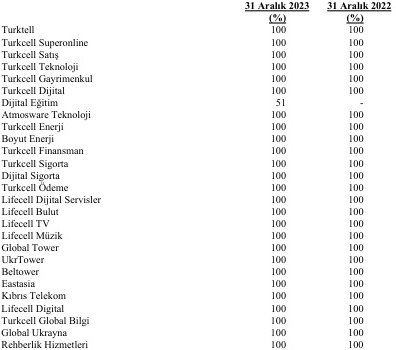 31 Aralık 2023 31 Aralık 2022
(%) (%)
Turktell 100 100
Turkcell Superonline 100 100
Turkcell Satış 100 100
Turkcell Teknoloji 100 100
Turkcell Gayrimenkul 100 100
Turkcell Dijital 100 100
Dijital Eğitim 51 -
Atmosware Teknoloji 100 100
Turkcell Enerji 100 100
Boyut Enerji 100 100
Turkcell Finansman 100 100
Turkcell Sigorta 100 100
Dijital Sigorta 100 100
Turkcell Ödeme 100 100
Lifecell Dijital Servisler 100 100
Lifecell Bulut 100 100
Lifecell TV 100 100
Lifecell Müzik 100 100
Global Tower 100 100
UkrTower 100 100
Beltower 100 100
Eastasia 100 100
Kıbrıs Telekom 100 100
Lifecell Digital 100 100
Turkcell Global Bilgi 100 100
Global Ukrayna 100 100
Rehberlik Hizmetleri 100 100